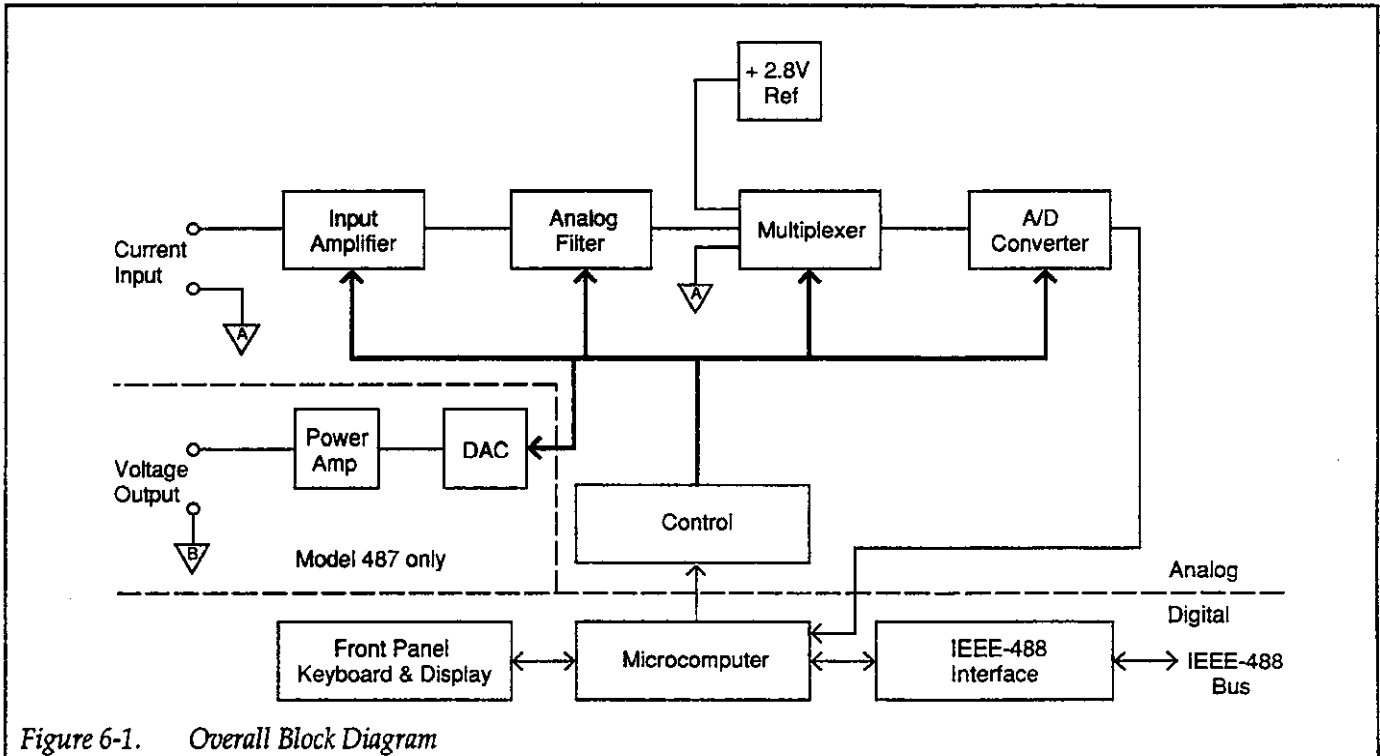 + 2.8V
Ref
Current
Input
A
Input
Amplifier
Analog
Filter
A
Multiplexer
A/D
Converter
Voltage
Output
B
Power
Amp
DAC
Model 487 only
Control
Analog
Digital
Front Panel
Keyboard & Display
Microcomputer
IEEE-488
Interface
IEEE-488
Bus
Figure 6-1. Overall Block Diagram